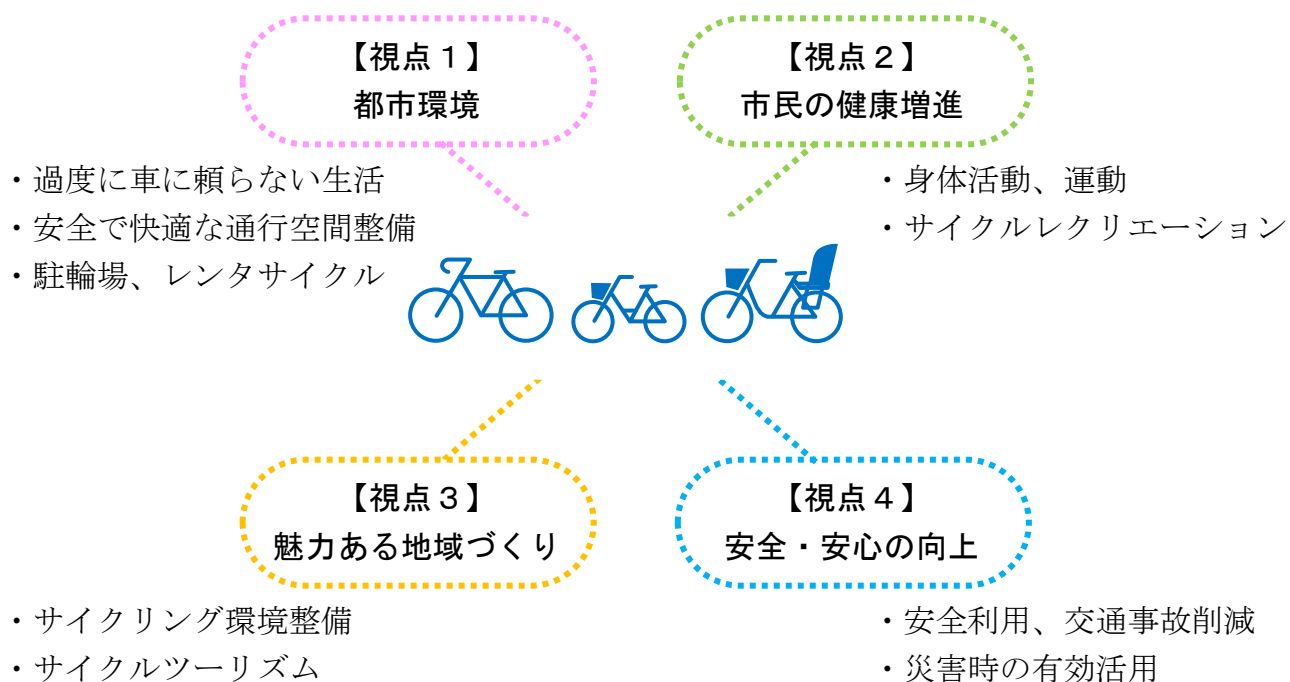 【視点１】
都市環境
・過度に車に頼らない生活
・安全で快適な通行空間整備
・駐輪場、レンタサイクル
【視点２】
市民の健康増進
・身体活動、運動
・サイクルレクリエーション
【視点３】
魅力ある地域づくり
・サイクリング環境整備
・サイクルツーリズム
【視点４】
安全・安心の向上
・安全利用、交通事故削減
・災害時の有効活用